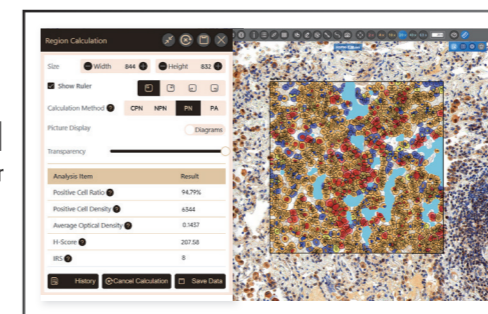 Region Calculation
Size Width 844 Height 832
Show Ruler
Calculation Method CPN NPN PN PA
Picture Display Diagrams
Transparency
Analysis Item Result
Positive Cell Ratio 94.79%
Positive Cell Density 6344
Average Optical Density 0.1437
H-Score 207.58
IRS 8
History Cancel Calculation Save Data